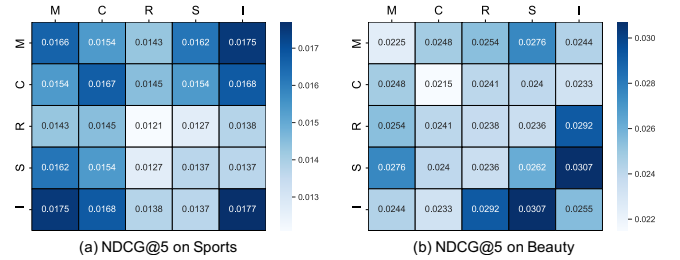 M C R S I
M 0.0166 0.0154 0.0143 0.0162 0.0175
C 0.0154 0.0167 0.0145 0.0154 0.0168
R 0.0143 0.0145 0.0121 0.0127 0.0138
S 0.0162 0.0154 0.0127 0.0137 0.0137
I 0.0175 0.0168 0.0138 0.0137 0.0177
0.017
0.016
0.015
0.014
0.013
(a) NDCG@5 on Sports
M C R S I
M 0.0225 0.0248 0.0254 0.0276 0.0244
C 0.0248 0.0215 0.0241 0.024 0.0233
R 0.0254 0.0241 0.0238 0.0236 0.0292
S 0.0276 0.024 0.0236 0.0262 0.0307
I 0.0244 0.0233 0.0292 0.0307 0.0255
0.030
0.028
0.026
0.024
0.022
(b) NDCG@5 on Beauty